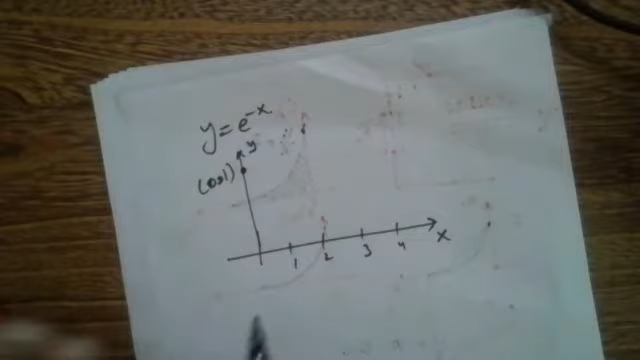 y = e^-x
y
(0,1)
1 2 3 4 x